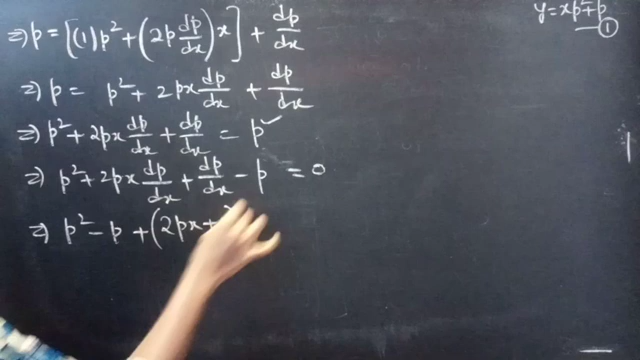 y = xp² + p
—①
⇒ p = [(1)p² + (2p dp/dx)x] + dp/dx
⇒ p = p² + 2px dp/dx + dp/dx
⇒ p² + 2px dp/dx + dp/dx = p ✓
⇒ p² + 2px dp/dx + dp/dx - p = 0
⇒ p² - p + (2px +